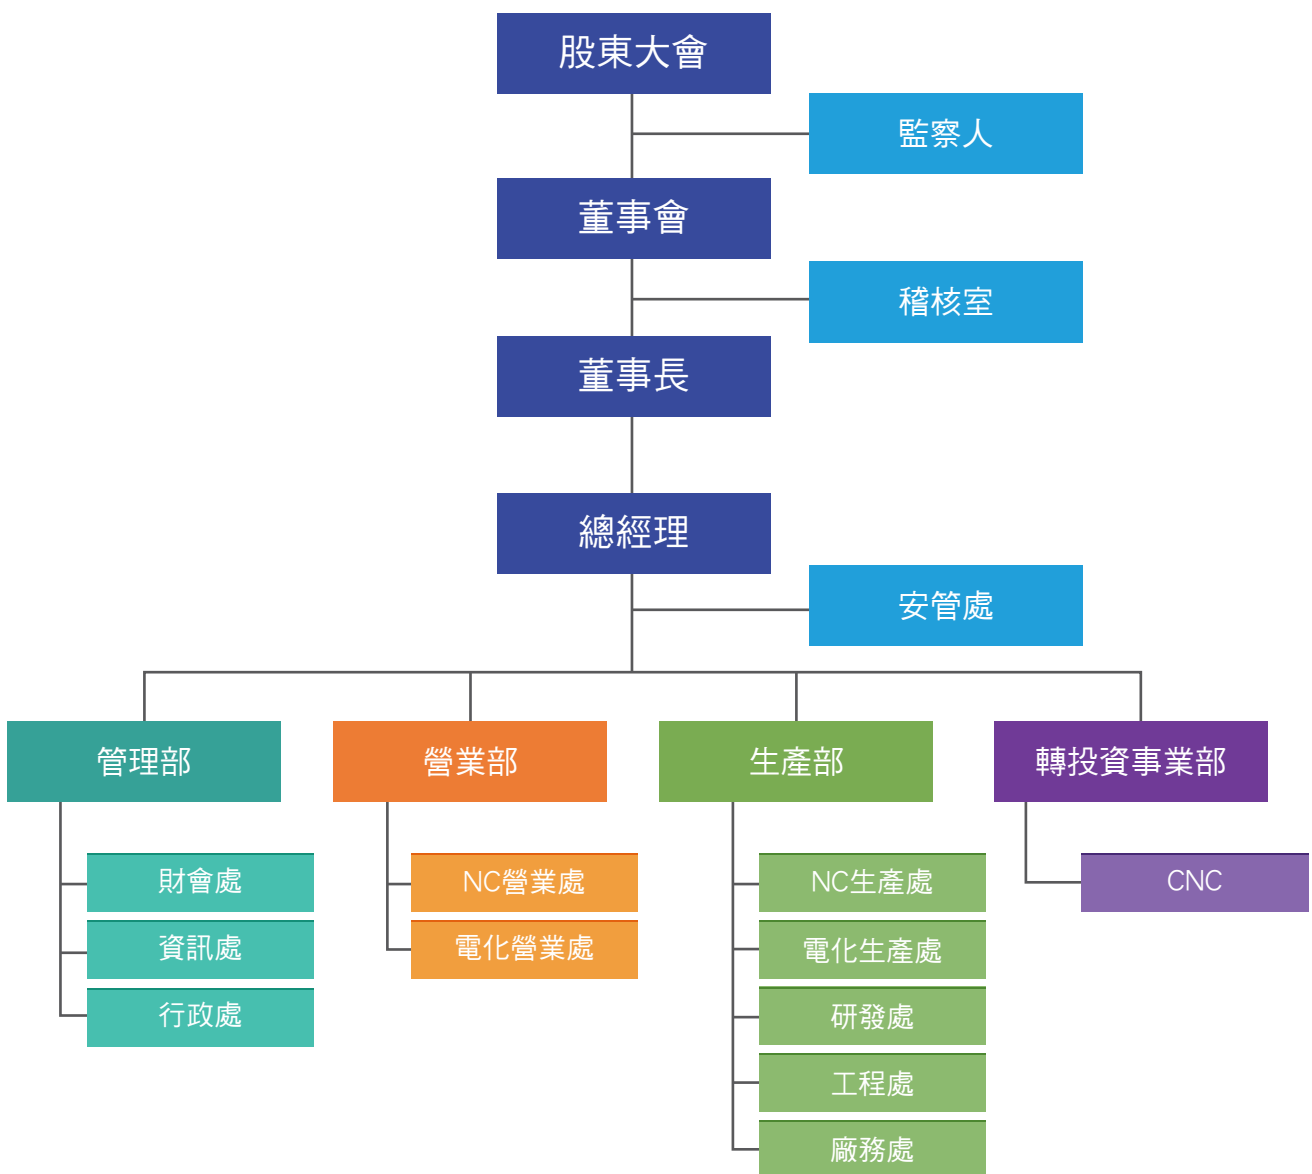 股東大會
監察人
董事會
稽核室
董事長
總經理
安管處
管理部
營業部
生產部
轉投資事業部
財會處
資訊處
行政處
NC營業處
電化營業處
NC生產處
電化生產處
研發處
工程處
廠務處
CNC